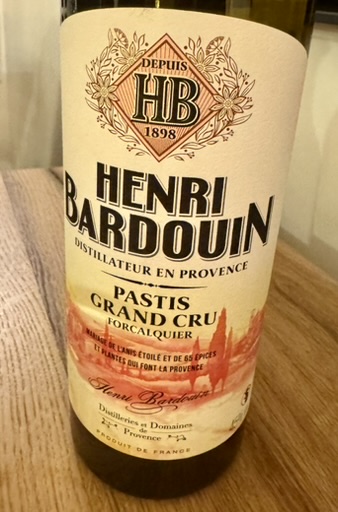 DEPUIS
HB
1898
HENRI
BARDOUIN
DISTILLATEUR EN PROVENCE
PASTIS
GRAND CRU
FORCALQUIER
MARIAGE DE L'ANIS ÉTOILÉ ET DE 65 ÉPICES
ET PLANTES QUI FONT LA PROVENCE
Henri Bardouin
Distilleries et Domaines
de
Provence
PRODUIT DE FRANCE